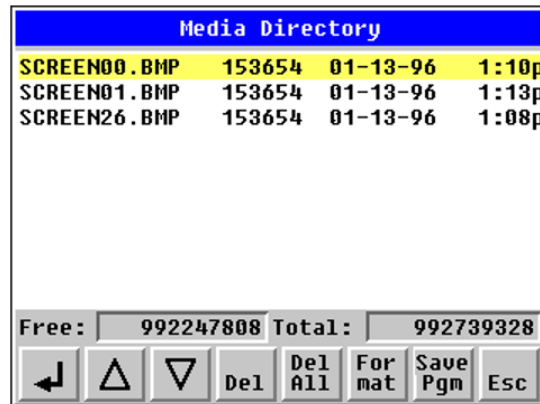 Media Directory
SCREEN00.BMP 153654 01-13-96 1:10p
SCREEN01.BMP 153654 01-13-96 1:13p
SCREEN26.BMP 153654 01-13-96 1:08p
Free: 992247808 Total: 992739328
Del Del All For mat Save Pgm Esc